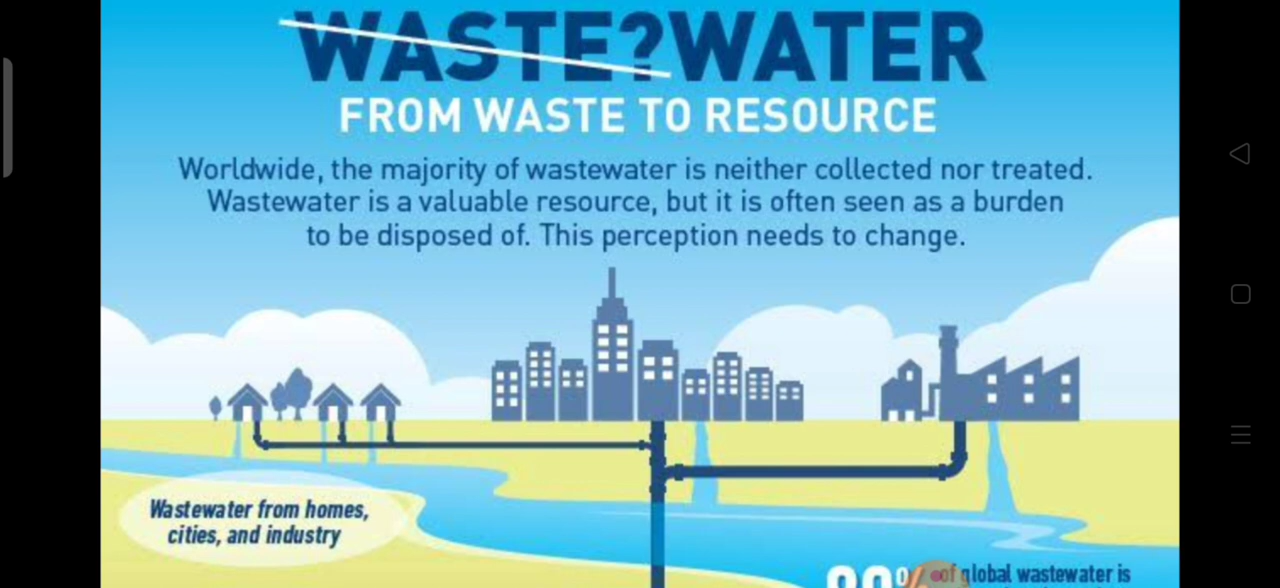 WASTE?WATER
FROM WASTE TO RESOURCE
Worldwide, the majority of wastewater is neither collected nor treated.
Wastewater is a valuable resource, but it is often seen as a burden
to be disposed of. This perception needs to change.
Wastewater from homes,
cities, and industry
of global wastewater is